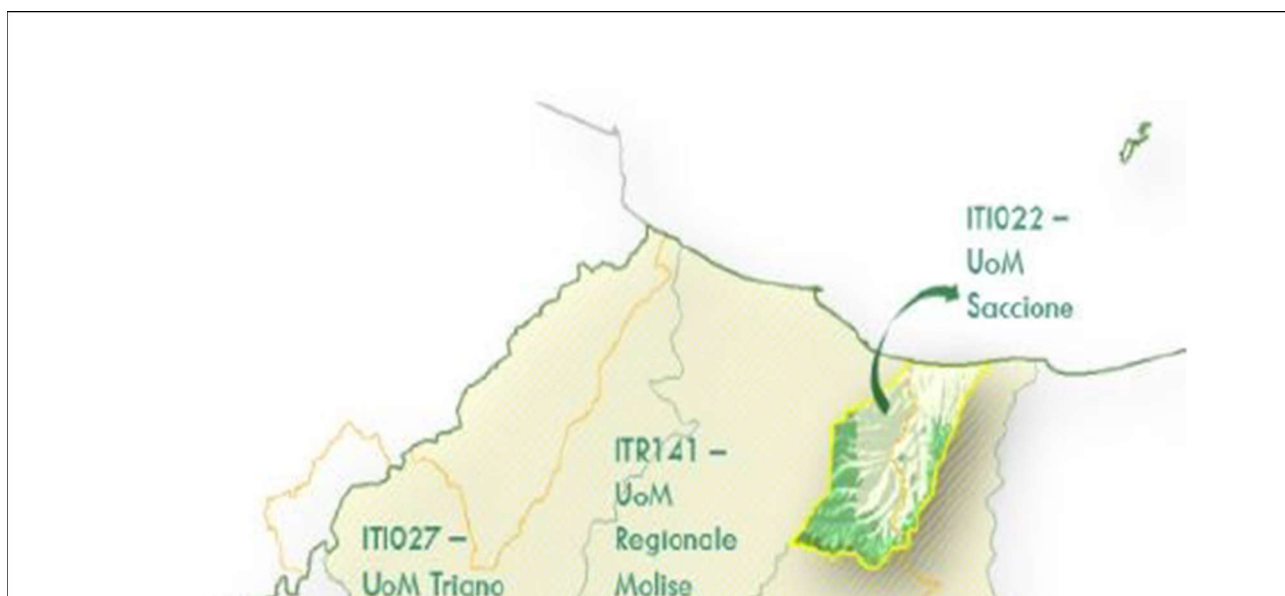 ITI022 –
UoM
Saccione
ITR141 –
UoM
Regionale
Molise
ITI027 –
UoM Trigno